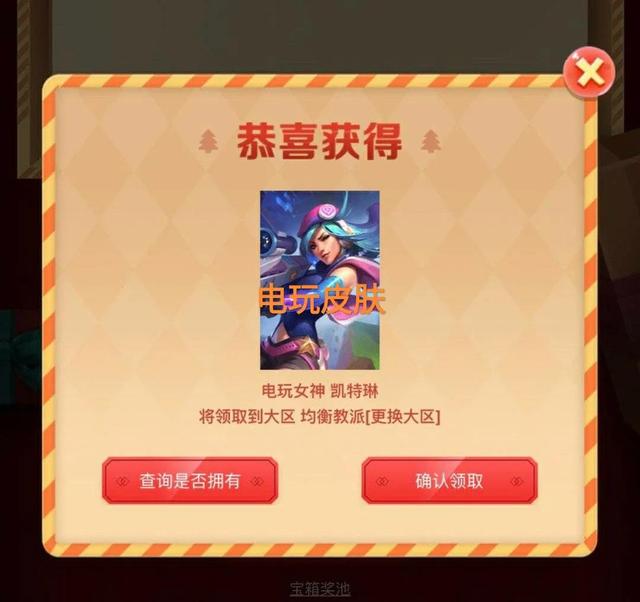 恭喜获得
电玩皮肤
电玩女神 凯特琳
将领取到大区 均衡教派[更换大区]
查询是否拥有
确认领取
宝箱奖池